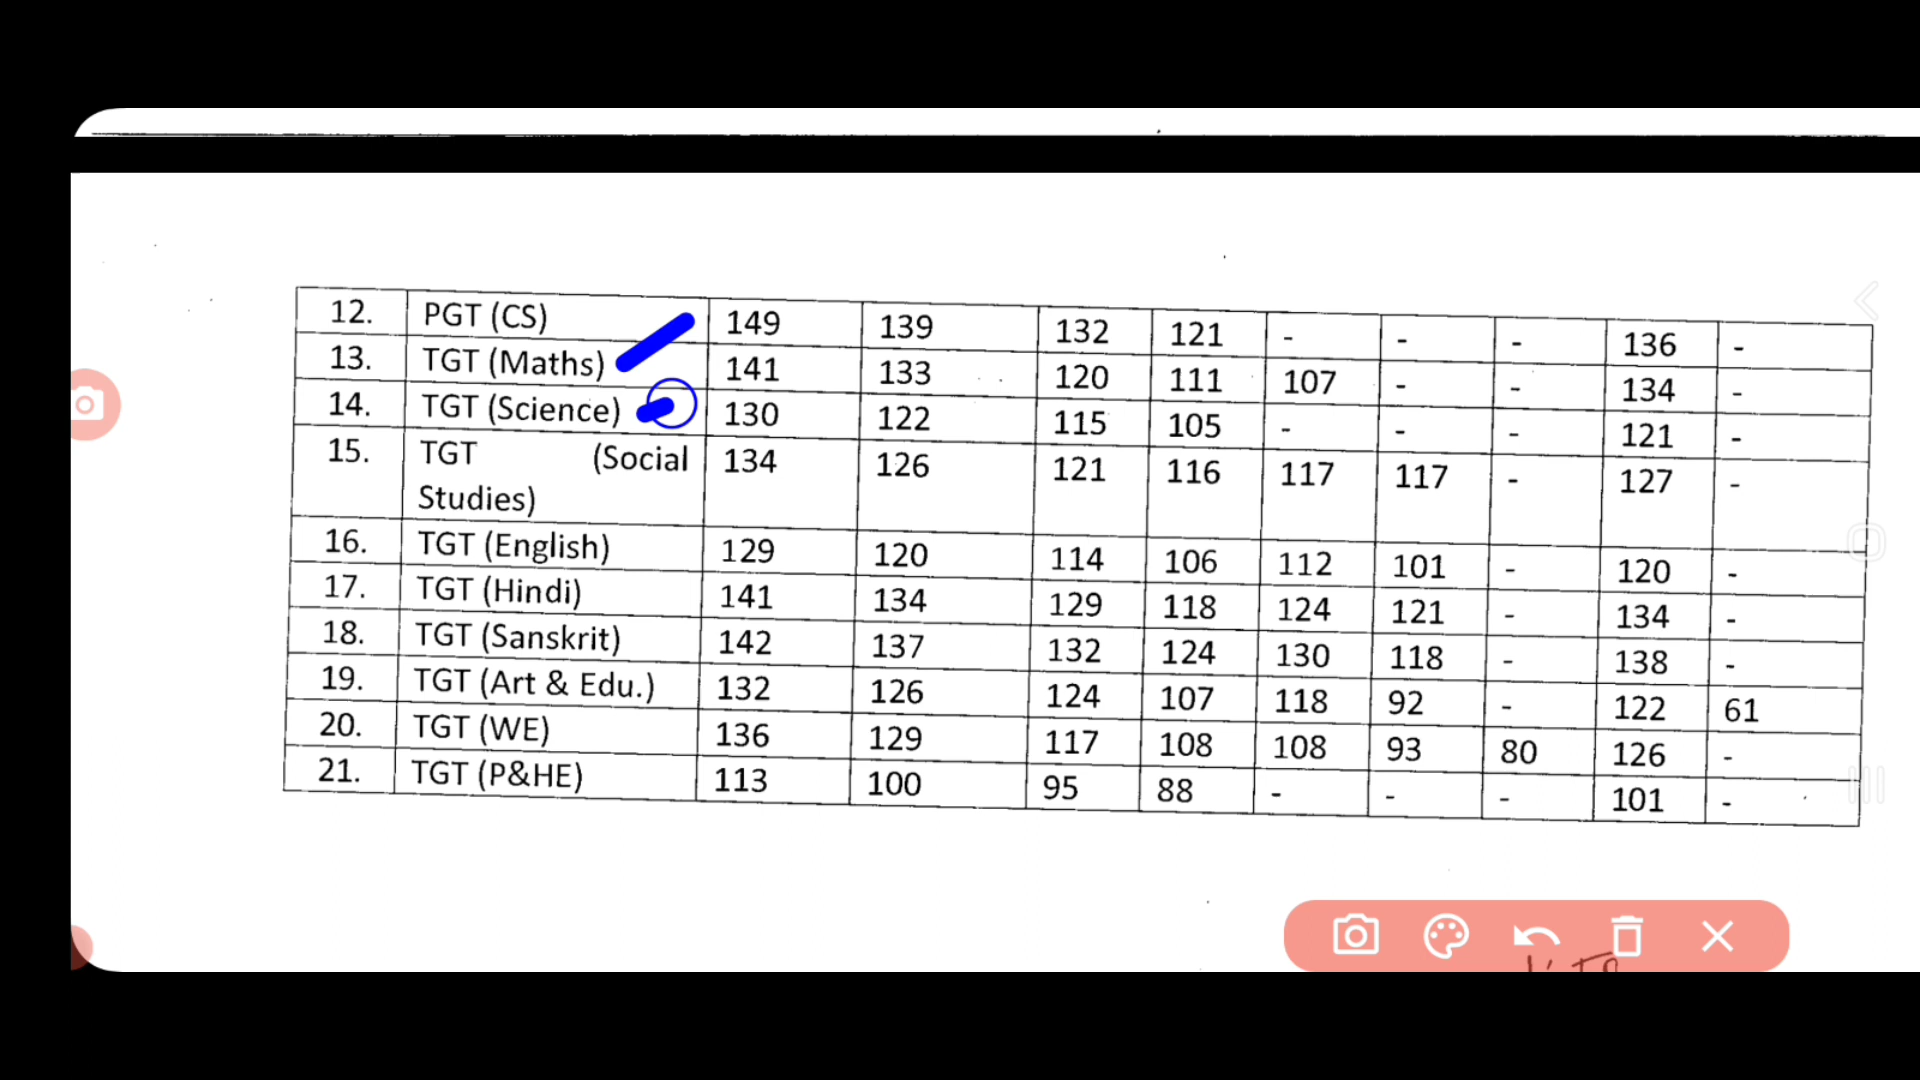 12. PGT (CS) 149 139 132 121 - - - 136 -
13. TGT (Maths) 141 133 120 111 107 - - 134 -
14. TGT (Science) 130 122 115 105 - - - 121 -
15. TGT (Social 134 126 121 116 117 117 - 127 -
Studies)
16. TGT (English) 129 120 114 106 112 101 - 120 -
17. TGT (Hindi) 141 134 129 118 124 121 - 134 -
18. TGT (Sanskrit) 142 137 132 124 130 118 - 138 -
19. TGT (Art & Edu.) 132 126 124 107 118 92 - 122 61
20. TGT (WE) 136 129 117 108 108 93 80 126 -
21. TGT (P&HE) 113 100 95 88 - - - 101 -